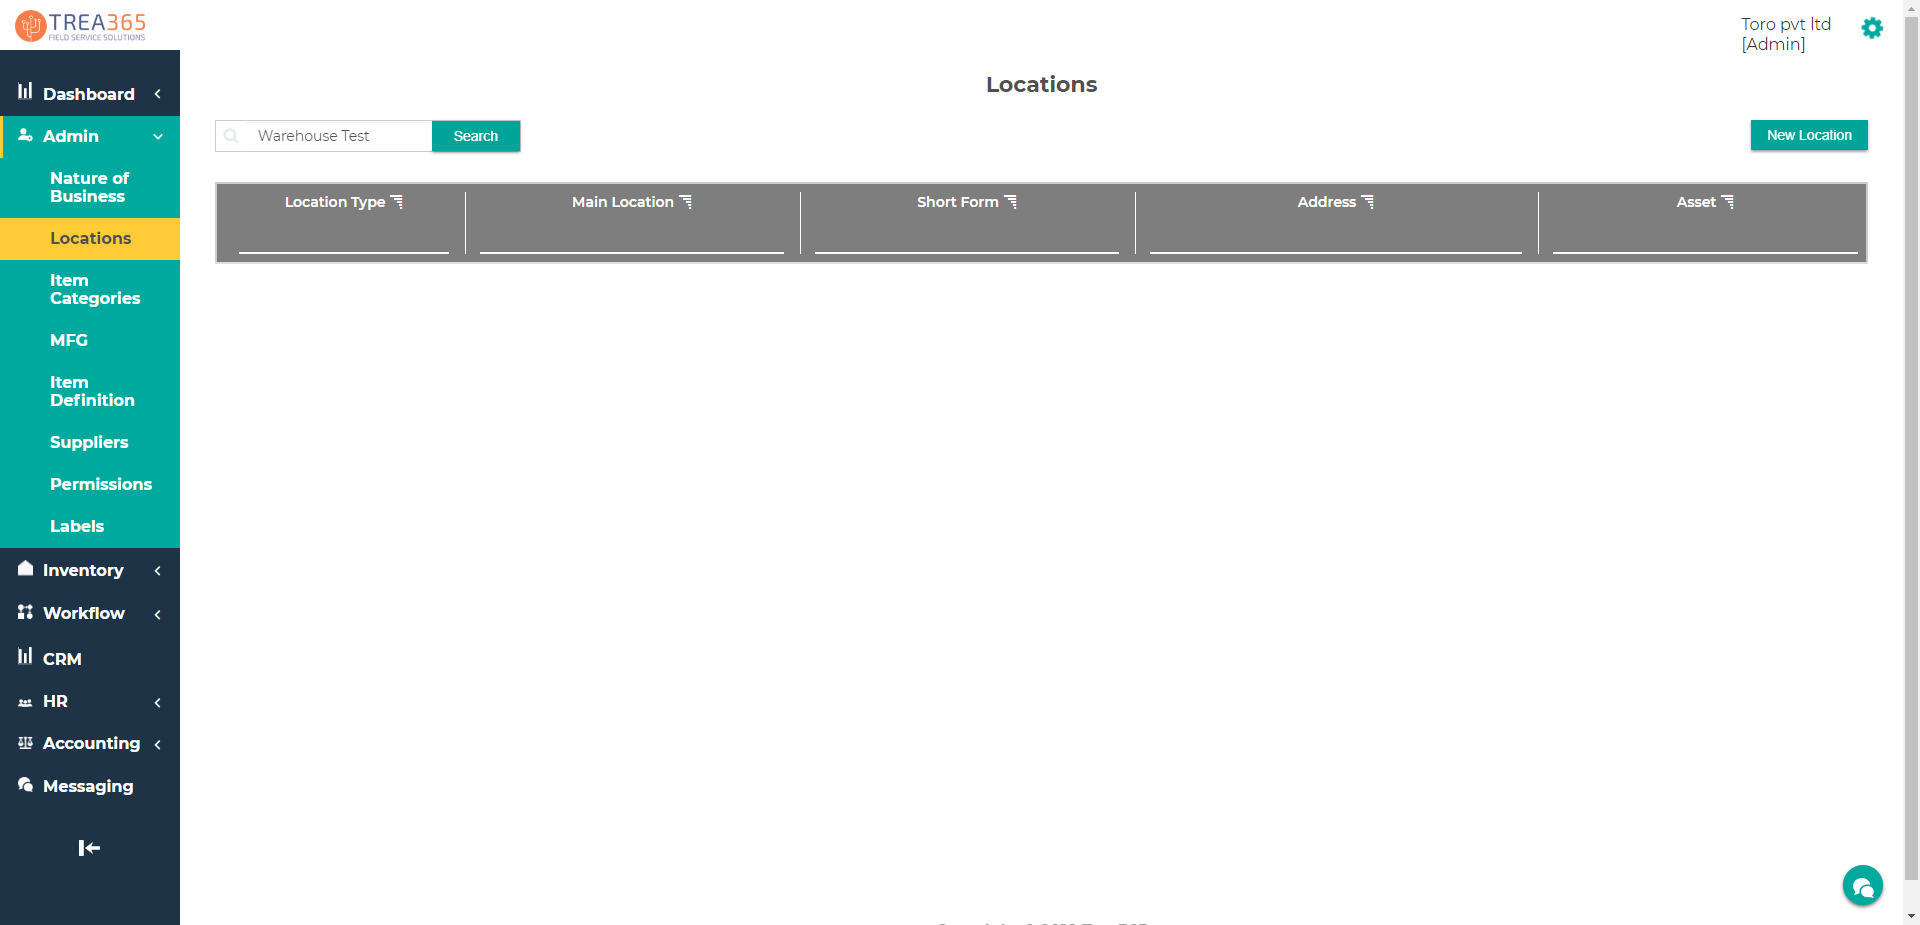 TREA365
FIELD SERVICE SOLUTIONS
Toro pvt ltd
[Admin]
Dashboard
Admin
Nature of
Business
Locations
Item
Categories
MFG
Item
Definition
Suppliers
Permissions
Labels
Inventory
Workflow
CRM
HR
Accounting
Messaging
Locations
Warehouse Test
Search
New Location
Location Type
Main Location
Short Form
Address
Asset